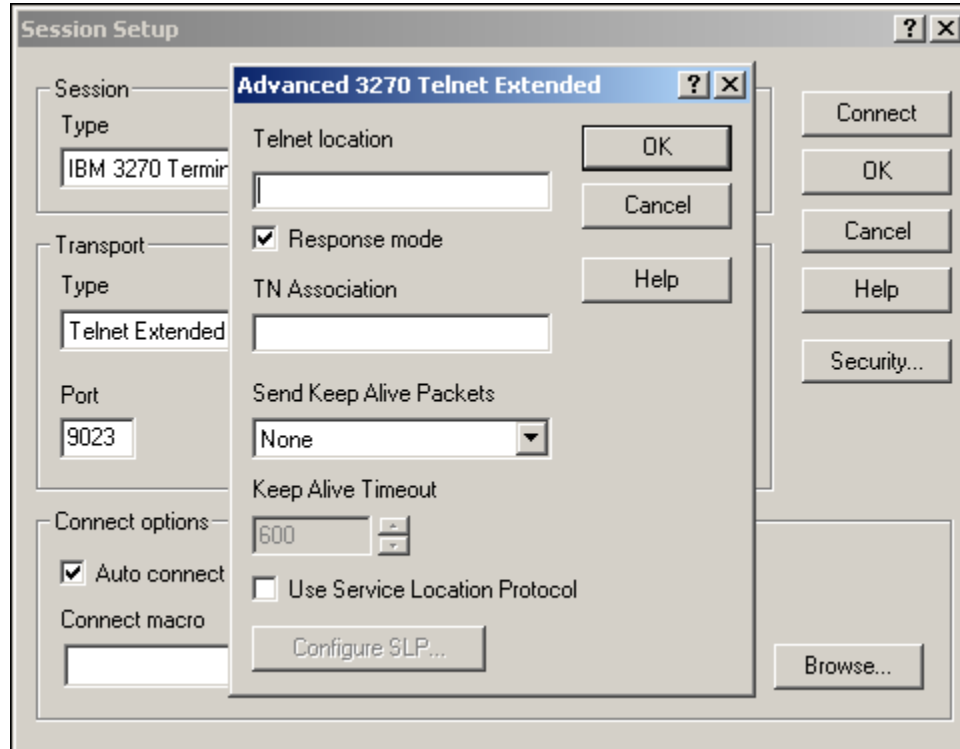 Session Setup
Session
Type
IBM 3270
Transport
Type
Telnet Extended
Port
9023
Connect options
Auto connect
Connect macro
Connect
OK
Cancel
Help
Security...
Browse...
Advanced 3270 Telnet Extended
Telnet location
Response mode
TN Association
Send Keep Alive Packets
None
Keep Alive Timeout
600
Use Service Location Protocol
Configure SLP...
OK
Cancel
Help